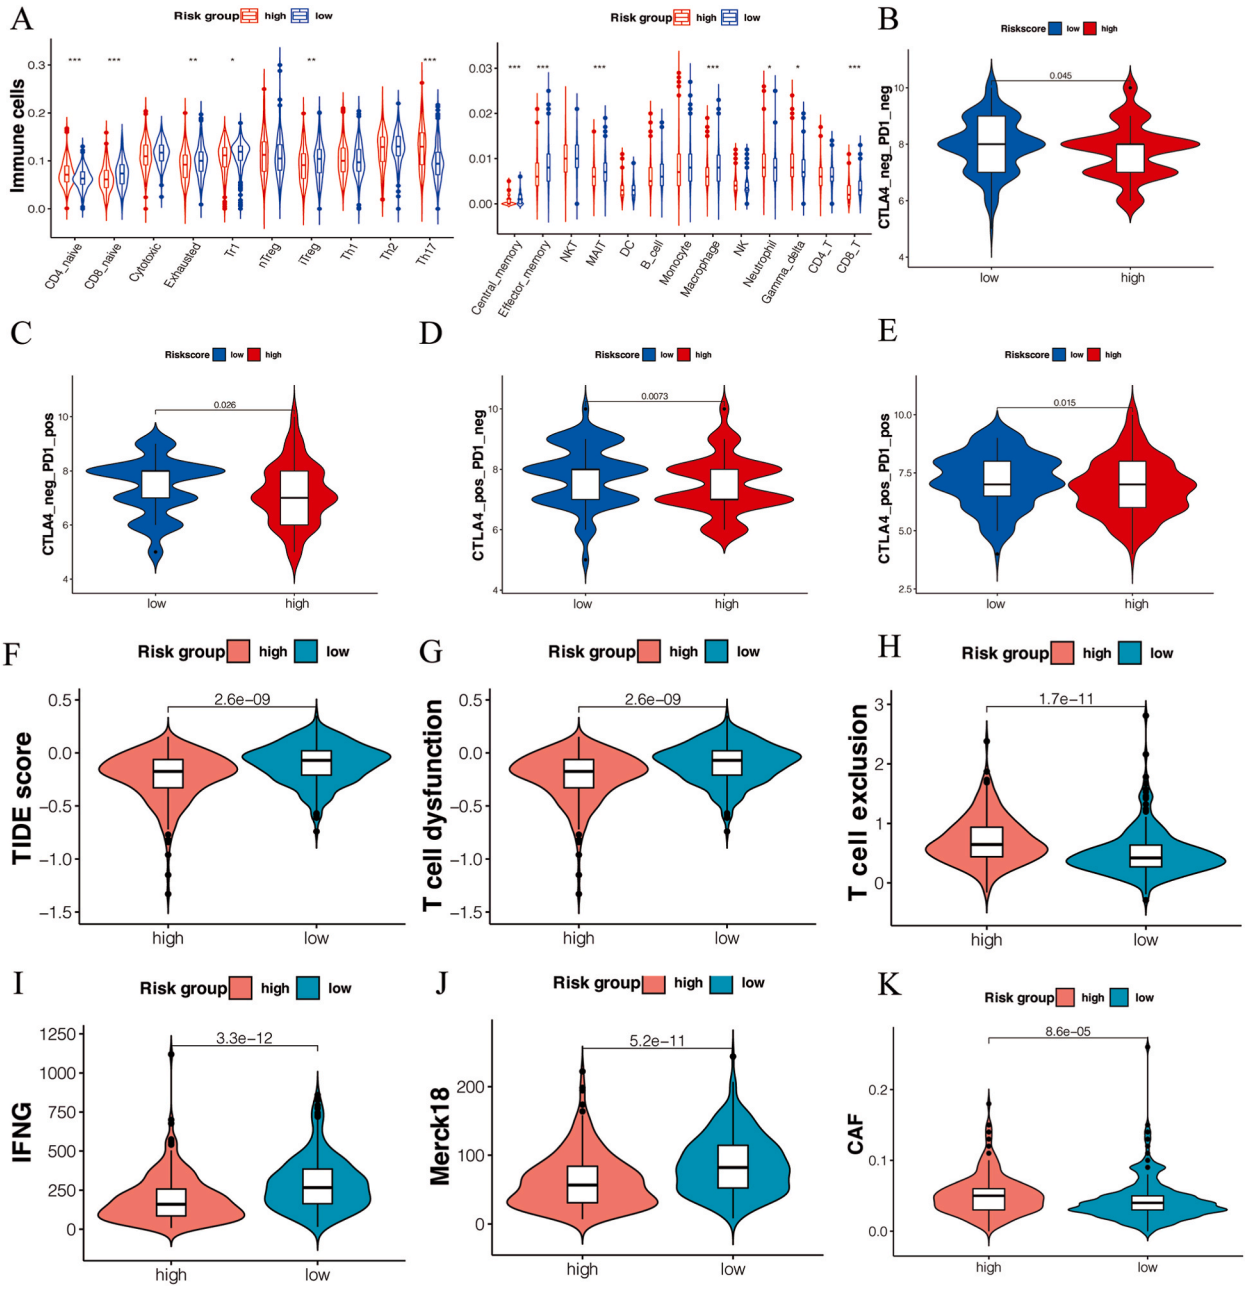 A
Risk group high low
Immune cells
0.3
0.2
0.1
0.0
*** *** ** * ** ***
CD4_naive CD8_naive Cytotoxic Exhausted Tr1 nTreg iTreg Th1 Th2 Th17
Risk group high low
0.03
0.02
0.01
0.00
*** *** *** *** * * ***
Central_memory Effector_memory NKT MAIT DC B_cell Monocyte Macrophage NK Neutrophil Gamma_delta CD4_T CD8_T
B
Riskscore low high
CTLA4_neg_PD1_neg
10
8
6
4
0.045
low high
C
Riskscore low high
CTLA4_neg_PD1_pos
10
8
6
4
0.026
low high
D
Riskscore low high
CTLA4_pos_PD1_neg
10
8
6
4
0.0073
low high
E
Riskscore low high
CTLA4_pos_PD1_pos
10.0
7.5
5.0
2.5
0.015
low high
F
Risk group high low
TIDE score
0.5
0.0
−0.5
−1.0
−1.5
2.6e−09
high low
G
Risk group high low
T cell dysfunction
0.5
0.0
−0.5
−1.0
−1.5
2.6e−09
high low
H
Risk group high low
T cell exclusion
3
2
1
0
1.7e−11
high low
I
Risk group high low
IFNG
1250
1000
750
500
250
0
3.3e−12
high low
J
Risk group high low
Merck18
200
100
0
5.2e−11
high low
K
Risk group high low
CAF
0.2
0.1
0.0
8.6e−05
high low